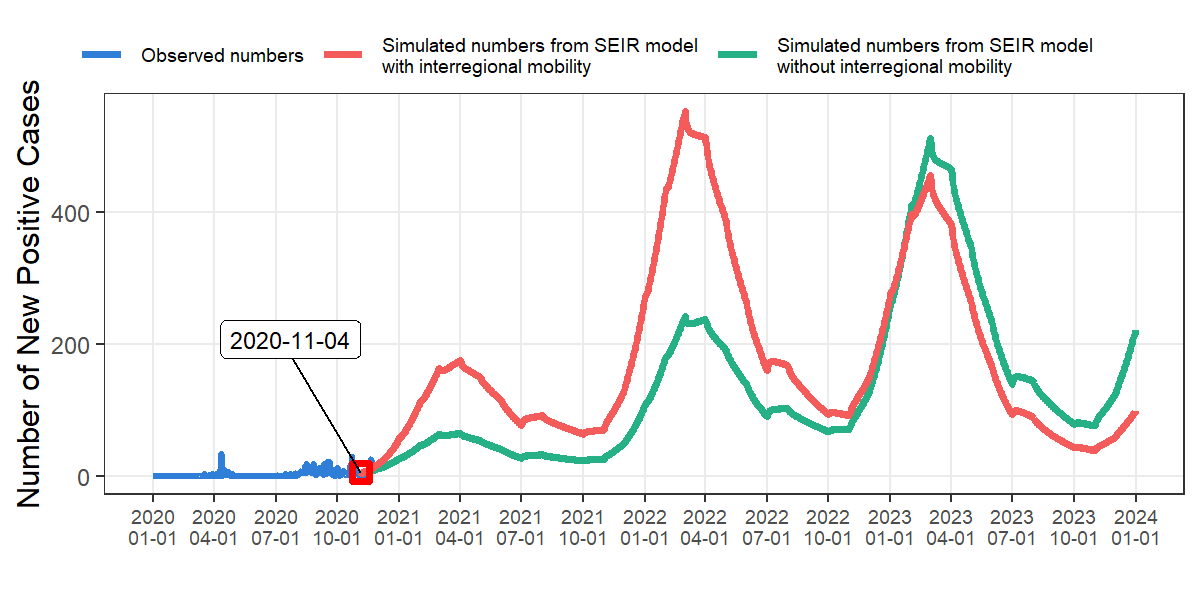 Observed numbers
Simulated numbers from SEIR model
with interregional mobility
Simulated numbers from SEIR model
without interregional mobility
Number of New Positive Cases
400
200
0
2020-11-04
2020 2020 2020 2020 2021 2021 2021 2021 2022 2022 2022 2022 2023 2023 2023 2023 2024
01-01 04-01 07-01 10-01 01-01 04-01 07-01 10-01 01-01 04-01 07-01 10-01 01-01 04-01 07-01 10-01 01-01